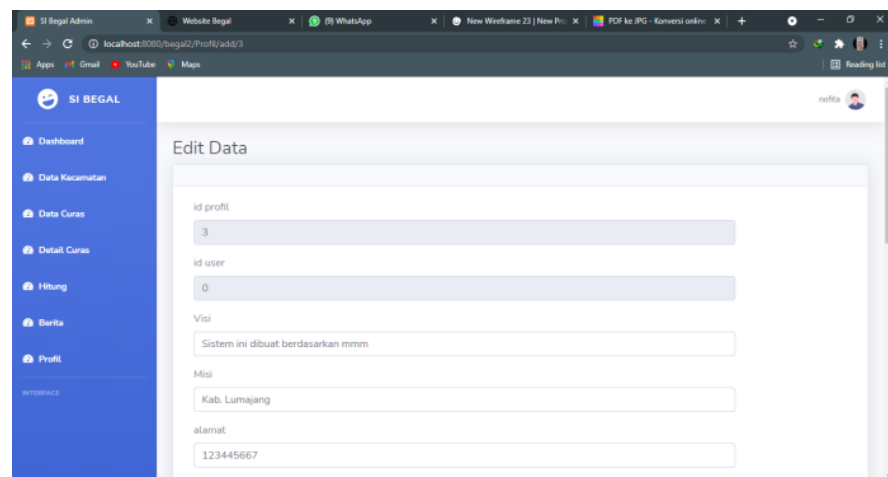 SI Begal Admin
Website Begal
(9) WhatsApp
New Wireframe 23 | New Pro
PDF ke JPG - Konversi online
localhost:8080/begal2/Profil/add/3
Apps
Gmail
YouTube
Maps
Reading list
SI BEGAL
nofita
Dashboard
Data Kecamatan
Data Curas
Detail Curas
Hitung
Berita
Profil
INTERFACE
Edit Data
id profil
3
id user
0
Visi
Sistem ini dibuat berdasarkan mmm
Misi
Kab. Lumajang
alamat
123445667